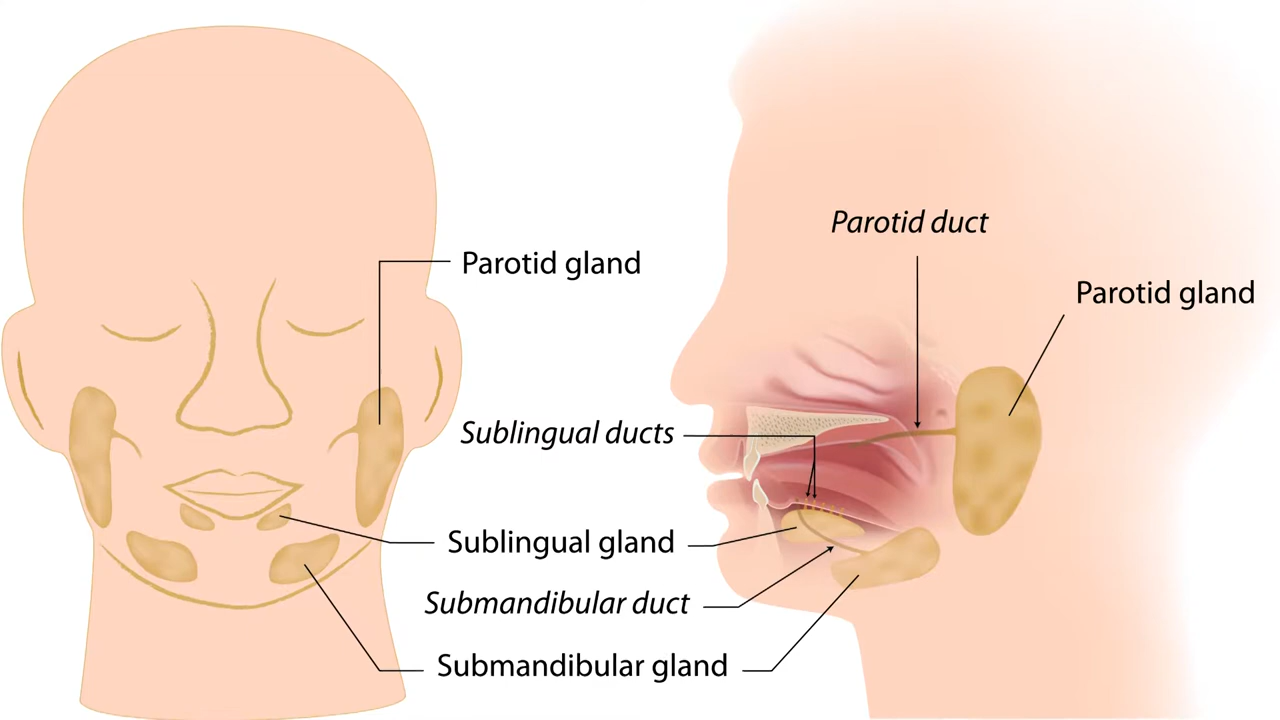 Parotid duct
Parotid gland
Parotid gland
Sublingual ducts
Sublingual gland
Submandibular duct
Submandibular gland